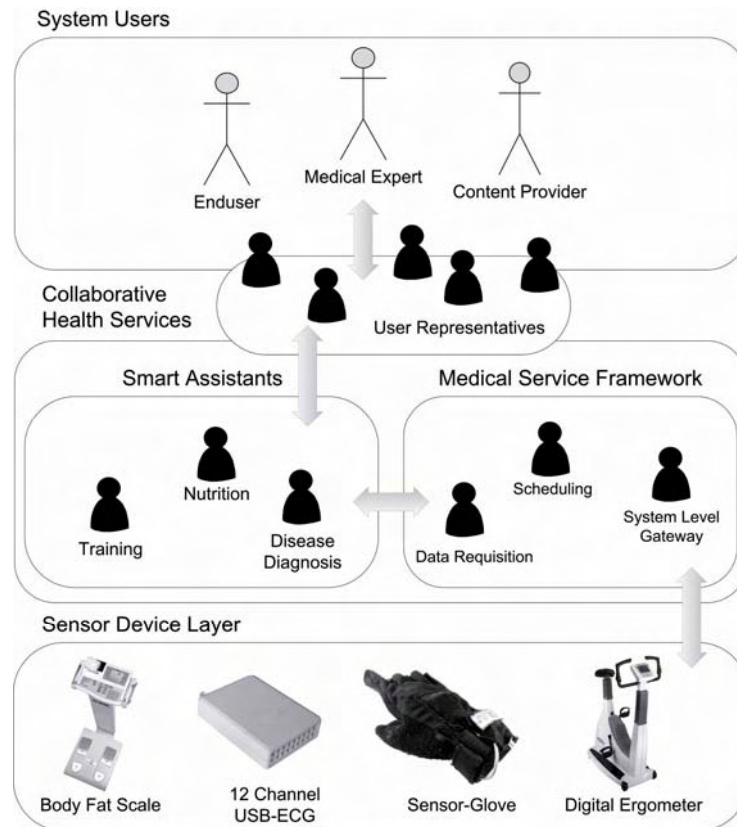 System Users
Enduser
Medical Expert
Content Provider
Collaborative
Health Services
User Representatives
Smart Assistants
Medical Service Framework
Training
Nutrition
Disease
Diagnosis
Data Requisition
Scheduling
System Level
Gateway
Sensor Device Layer
Body Fat Scale
12 Channel
USB-ECG
Sensor-Glove
Digital Ergometer